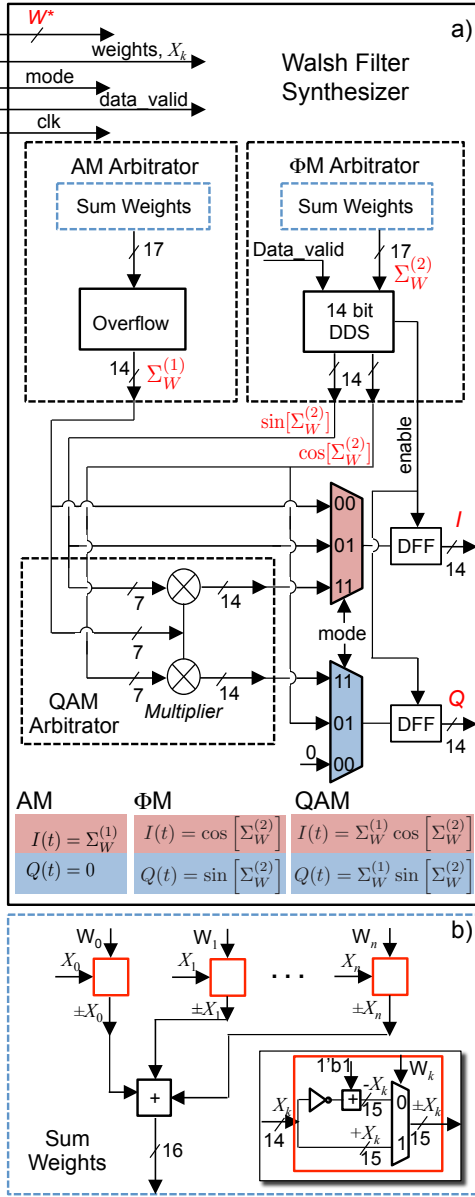 W* a)
weights, X_k Walsh Filter
mode Synthesizer
data_valid
clk
AM Arbitrator ΦM Arbitrator
Sum Weights Sum Weights
17 Data_valid 17
Σ_W^(2)
Overflow 14 bit
DDS
14 Σ_W^(1) 14
sin[Σ_W^(2)]
cos[Σ_W^(2)]
enable
00
I
01 DFF
14
11
7 14
mode
7
11
7 14
QAM Multiplier
Arbitrator
Q
01 DFF
14
0 00
AM ΦM QAM
I(t) = Σ_W^(1) I(t) = cos [Σ_W^(2)] I(t) = Σ_W^(1) cos [Σ_W^(2)]
Q(t) = 0 Q(t) = sin [Σ_W^(2)] Q(t) = Σ_W^(1) sin [Σ_W^(2)]
b)
W_0 W_1 W_n
X_0 X_1 · · · X_n
±X_0 ±X_1 ±X_n
+
1'b1 W_k
X_k + -X_k 0 ±X_k
14 15 15
+X_k 1
15
Sum 16
Weights